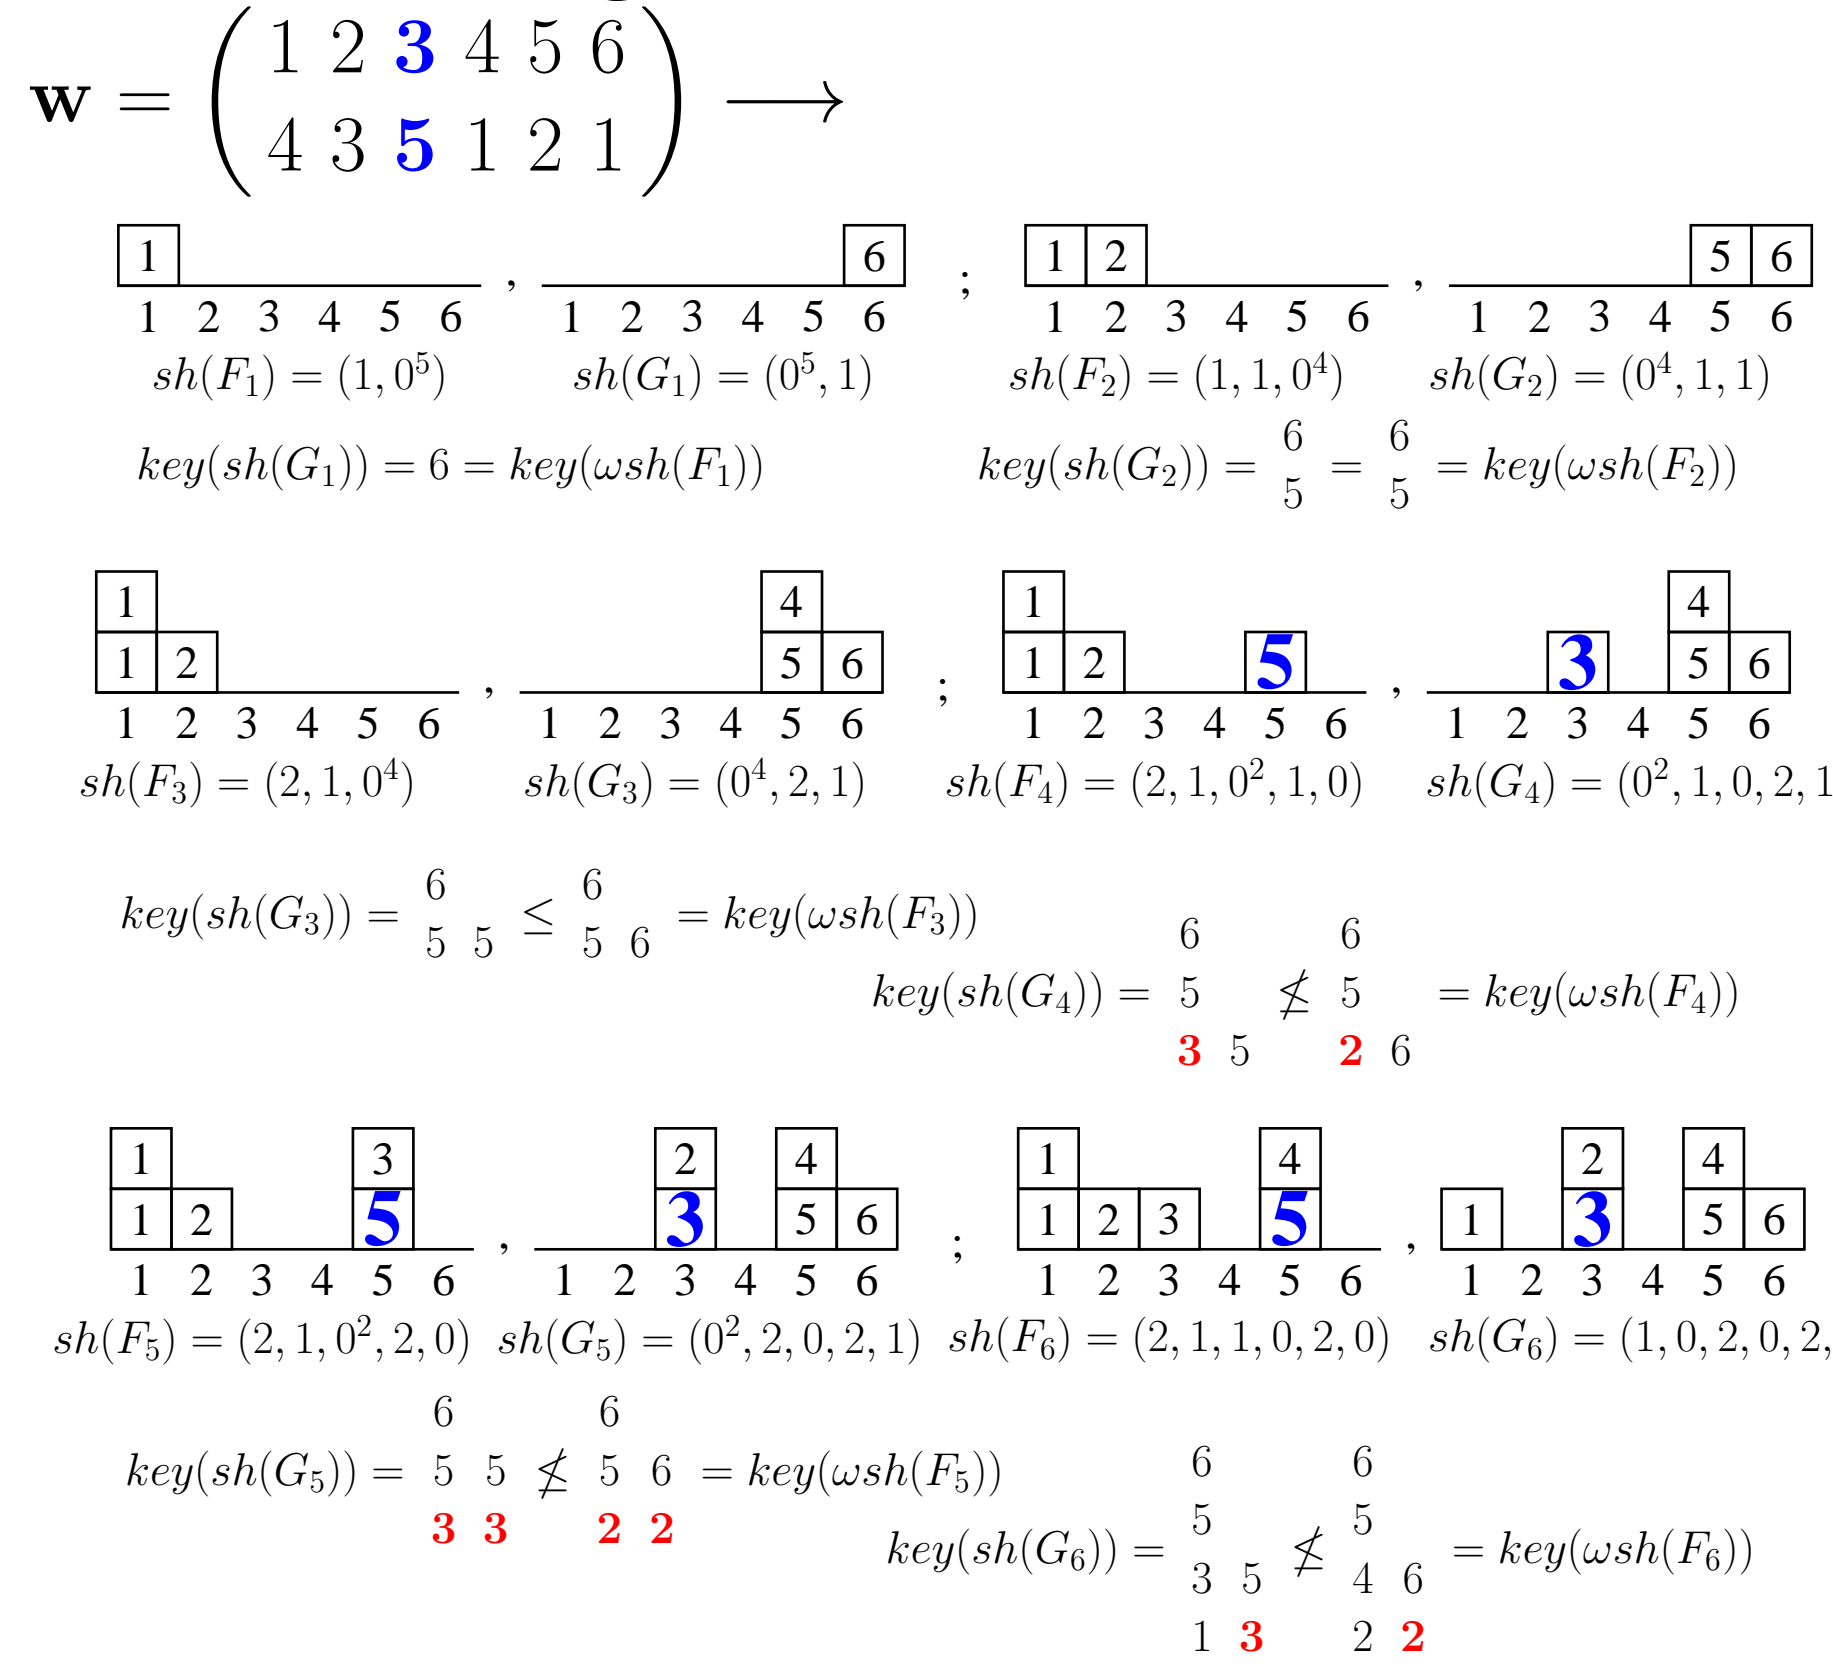 w = ( 1 2 3 4 5 6 ) ⟶
4 3 5 1 2 1
1 , 6 ; 1 2 , 5 6
1 2 3 4 5 6 1 2 3 4 5 6 1 2 3 4 5 6 1 2 3 4 5 6
sh(F₁) = (1, 0⁵) sh(G₁) = (0⁵, 1) sh(F₂) = (1, 1, 0⁴) sh(G₂) = (0⁴, 1, 1)
6 6
key(sh(G₁)) = 6 = key(ωsh(F₁)) key(sh(G₂)) = = = key(ωsh(F₂))
5 5
1 4 1 4
1 2 , 5 6 ; 1 2 5 , 3 5 6
1 2 3 4 5 6 1 2 3 4 5 6 1 2 3 4 5 6 1 2 3 4 5 6
sh(F₃) = (2, 1, 0⁴) sh(G₃) = (0⁴, 2, 1) sh(F₄) = (2, 1, 0², 1, 0) sh(G₄) = (0², 1, 0, 2, 1
6 6
key(sh(G₃)) = ≤ = key(ωsh(F₃))
5 5 5 6
6 6
key(sh(G₄)) = 5 ≰ 5 = key(ωsh(F₄))
3 5 2 6
1 3 2 4 1 4 2 4
1 2 5 , 3 5 6 ; 1 2 3 5 , 1 3 5 6
1 2 3 4 5 6 1 2 3 4 5 6 1 2 3 4 5 6 1 2 3 4 5 6
sh(F₅) = (2, 1, 0², 2, 0) sh(G₅) = (0², 2, 0, 2, 1) sh(F₆) = (2, 1, 1, 0, 2, 0) sh(G₆) = (1, 0, 2, 0, 2,
6 6
key(sh(G₅)) = 5 5 ≰ 5 6 = key(ωsh(F₅))
3 3 2 2
6 6
5 5
key(sh(G₆)) = ≰ = key(ωsh(F₆))
3 5 4 6
1 3 2 2